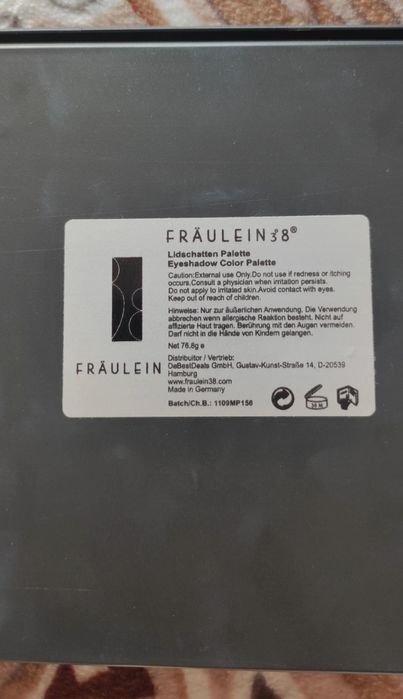 FRÄULEIN38®
Lidschatten Palette
Eyeshadow Color Palette
Caution:External use Only.Do not use if redness or itching
occurs.Consult a physician when irritation persists.
Do not apply to irritated skin.Avoid contact with eyes.
Keep out of reach of children.
Hinweise: Nur zur äußerlichen Anwendung. Die Verwendung
abbrechen wenn allergische Reaktion besteht. Nicht auf
affizierte Haut tragen. Berührung mit den Augen vermeiden.
Darf nicht in die Hände von Kindern gelangen.
Net 76.8g e
Distribuitor / Vertrieb:
DeBestDeals GmbH, Gustav-Kunst-Straße 14, D-20539
Hamburg
www.fraulein38.com
Made in Germany
Batch/Ch.B.: 1109MP156
38
FRÄULEIN